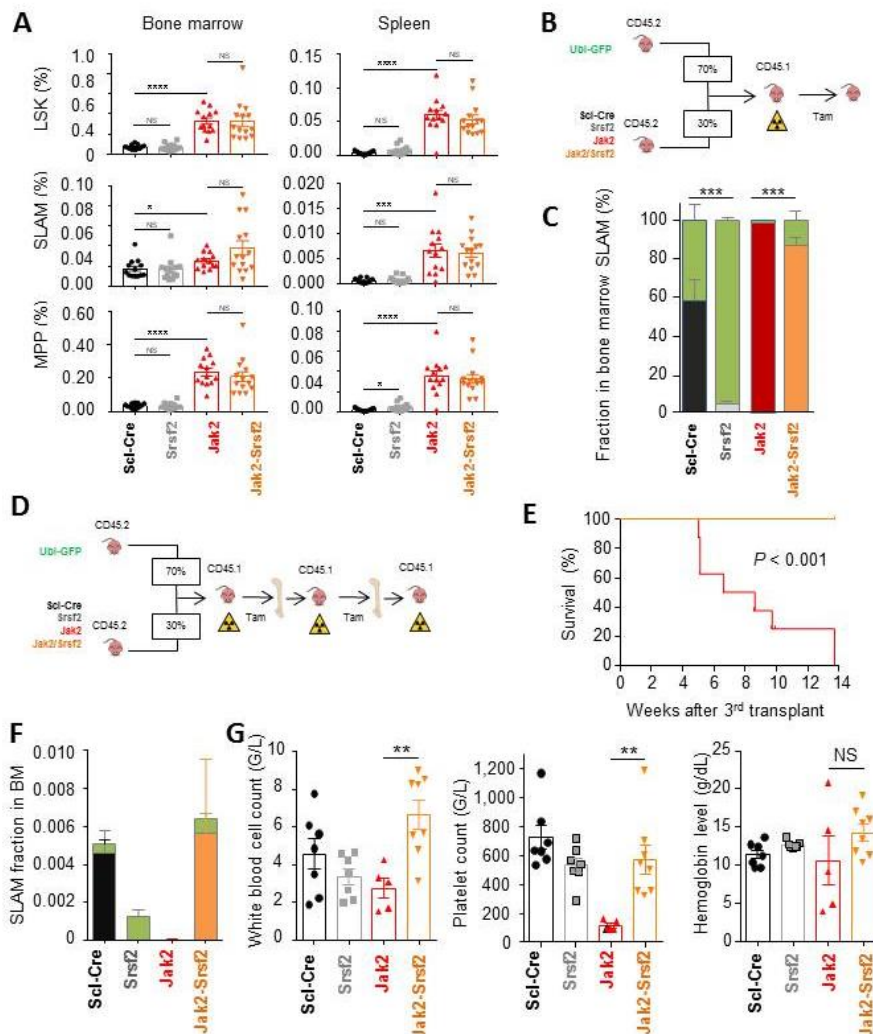 A
Bone marrow
Spleen
LSK (%)
1.0
0.8
0.6
0.4
0
****
NS
NS
0.15
0.10
0.05
0.00
****
NS
NS
SLAM (%)
0.10
0.08
0.06
0.04
0.02
0.00
*
NS
NS
0.020
0.015
0.010
0.005
0.000
***
NS
NS
MPP (%)
0.60
0.40
0.20
0.00
****
NS
NS
0.10
0.08
0.06
0.04
0.02
0.00
****
*
NS
Scl-Cre
Srsf2
Jak2
Jak2-Srsf2
Scl-Cre
Srsf2
Jak2
Jak2-Srsf2
B
CD45.2
Ubi-GFP
70%
CD45.1
Scl-Cre
Srsf2
Jak2
Jak2/Srsf2
CD45.2
30%
Tam
C
Fraction in bone marrow SLAM (%)
100
80
60
40
20
0
***
***
Scl-Cre
Srsf2
Jak2
Jak2-Srsf2
D
CD45.2
Ubi-GFP
70%
CD45.1
CD45.1
CD45.1
Scl-Cre
Srsf2
Jak2
Jak2/Srsf2
CD45.2
30%
Tam
Tam
E
Survival (%)
100
80
60
40
20
0
P < 0.001
0 2 4 6 8 10 12 14
Weeks after 3rd transplant
F
SLAM fraction in BM
0.010
0.008
0.006
0.004
0.002
0
Scl-Cre
Srsf2
Jak2
Jak2-Srsf2
G
White blood cell count (G/L)
10
8
6
4
2
0
**
Scl-Cre
Srsf2
Jak2
Jak2-Srsf2
Platelet count (G/L)
1,200
1,000
800
600
400
200
0
**
Scl-Cre
Srsf2
Jak2
Jak2-Srsf2
Hemoglobin level (g/dL)
25
20
15
10
5
0
NS
Scl-Cre
Srsf2
Jak2
Jak2-Srsf2